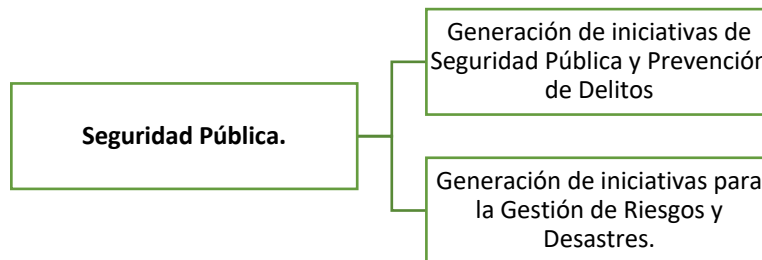 Seguridad Pública.
Generación de iniciativas de
Seguridad Pública y Prevención
de Delitos
Generación de iniciativas para
la Gestión de Riesgos y
Desastres.